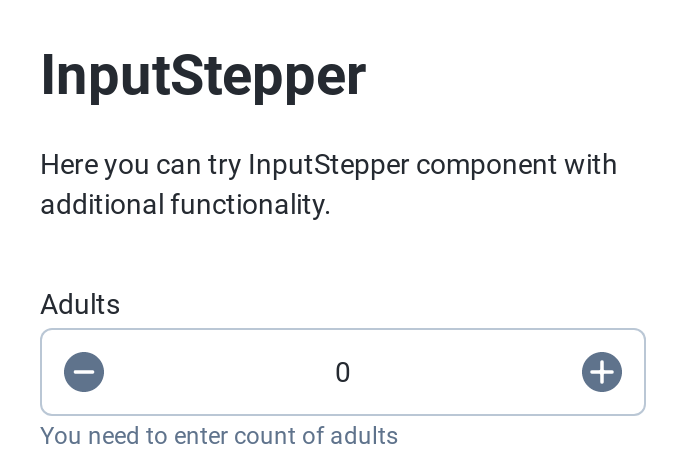 InputStepper
Here you can try InputStepper component with
additional functionality.
Adults
0
You need to enter count of adults